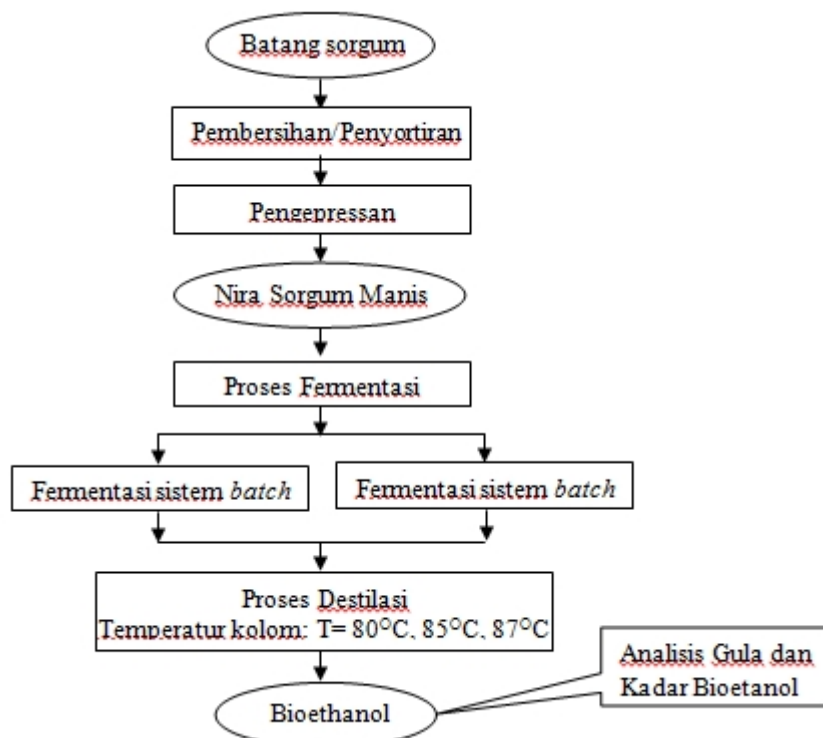 Batang sorgum
Pembersihan/Penyortiran
Pengepressan
Nira Sorgum Manis
Proses Fermentasi
Fermentasi sistem batch
Fermentasi sistem batch
Proses Destilasi
Temperatur kolom: T= 80°C, 85°C, 87°C
Analisis Gula dan
Kadar Bioetanol
Bioethanol